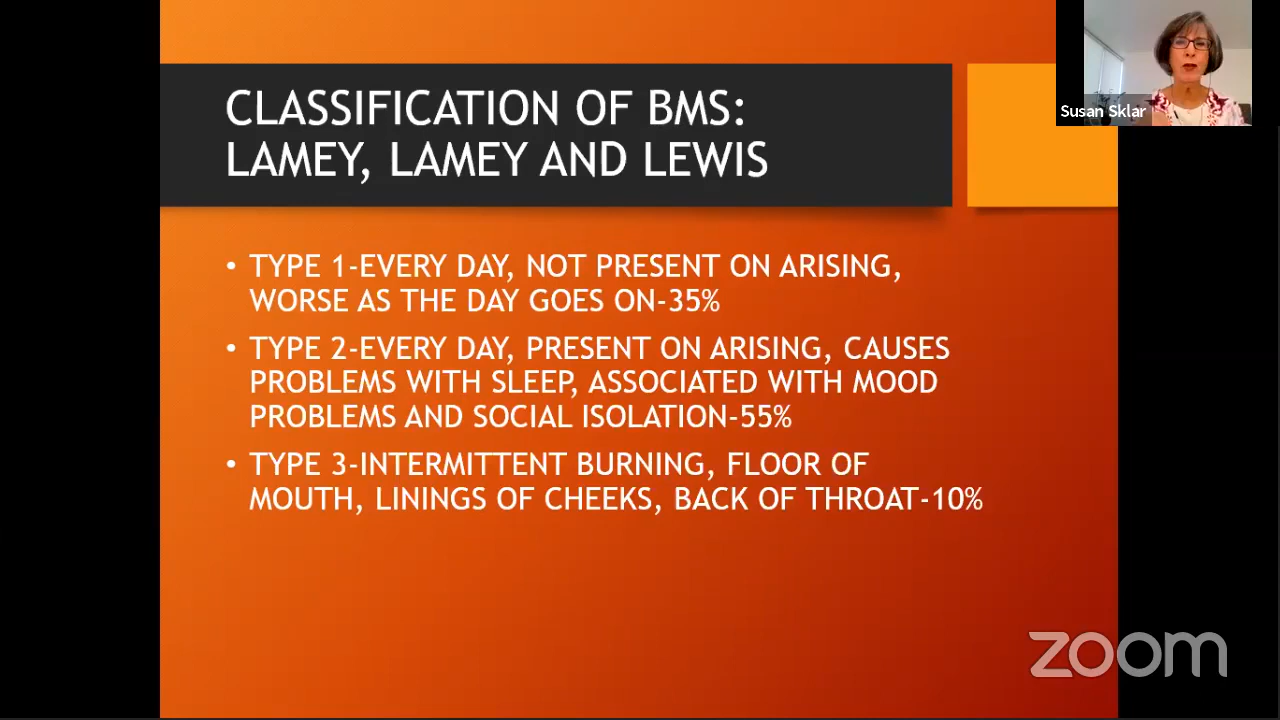 CLASSIFICATION OF BMS:
LAMEY, LAMEY AND LEWIS
Susan Sklar
• TYPE 1-EVERY DAY, NOT PRESENT ON ARISING,
WORSE AS THE DAY GOES ON-35%
• TYPE 2-EVERY DAY, PRESENT ON ARISING, CAUSES
PROBLEMS WITH SLEEP, ASSOCIATED WITH MOOD
PROBLEMS AND SOCIAL ISOLATION-55%
• TYPE 3-INTERMITTENT BURNING, FLOOR OF
MOUTH, LININGS OF CHEEKS, BACK OF THROAT-10%
zoom